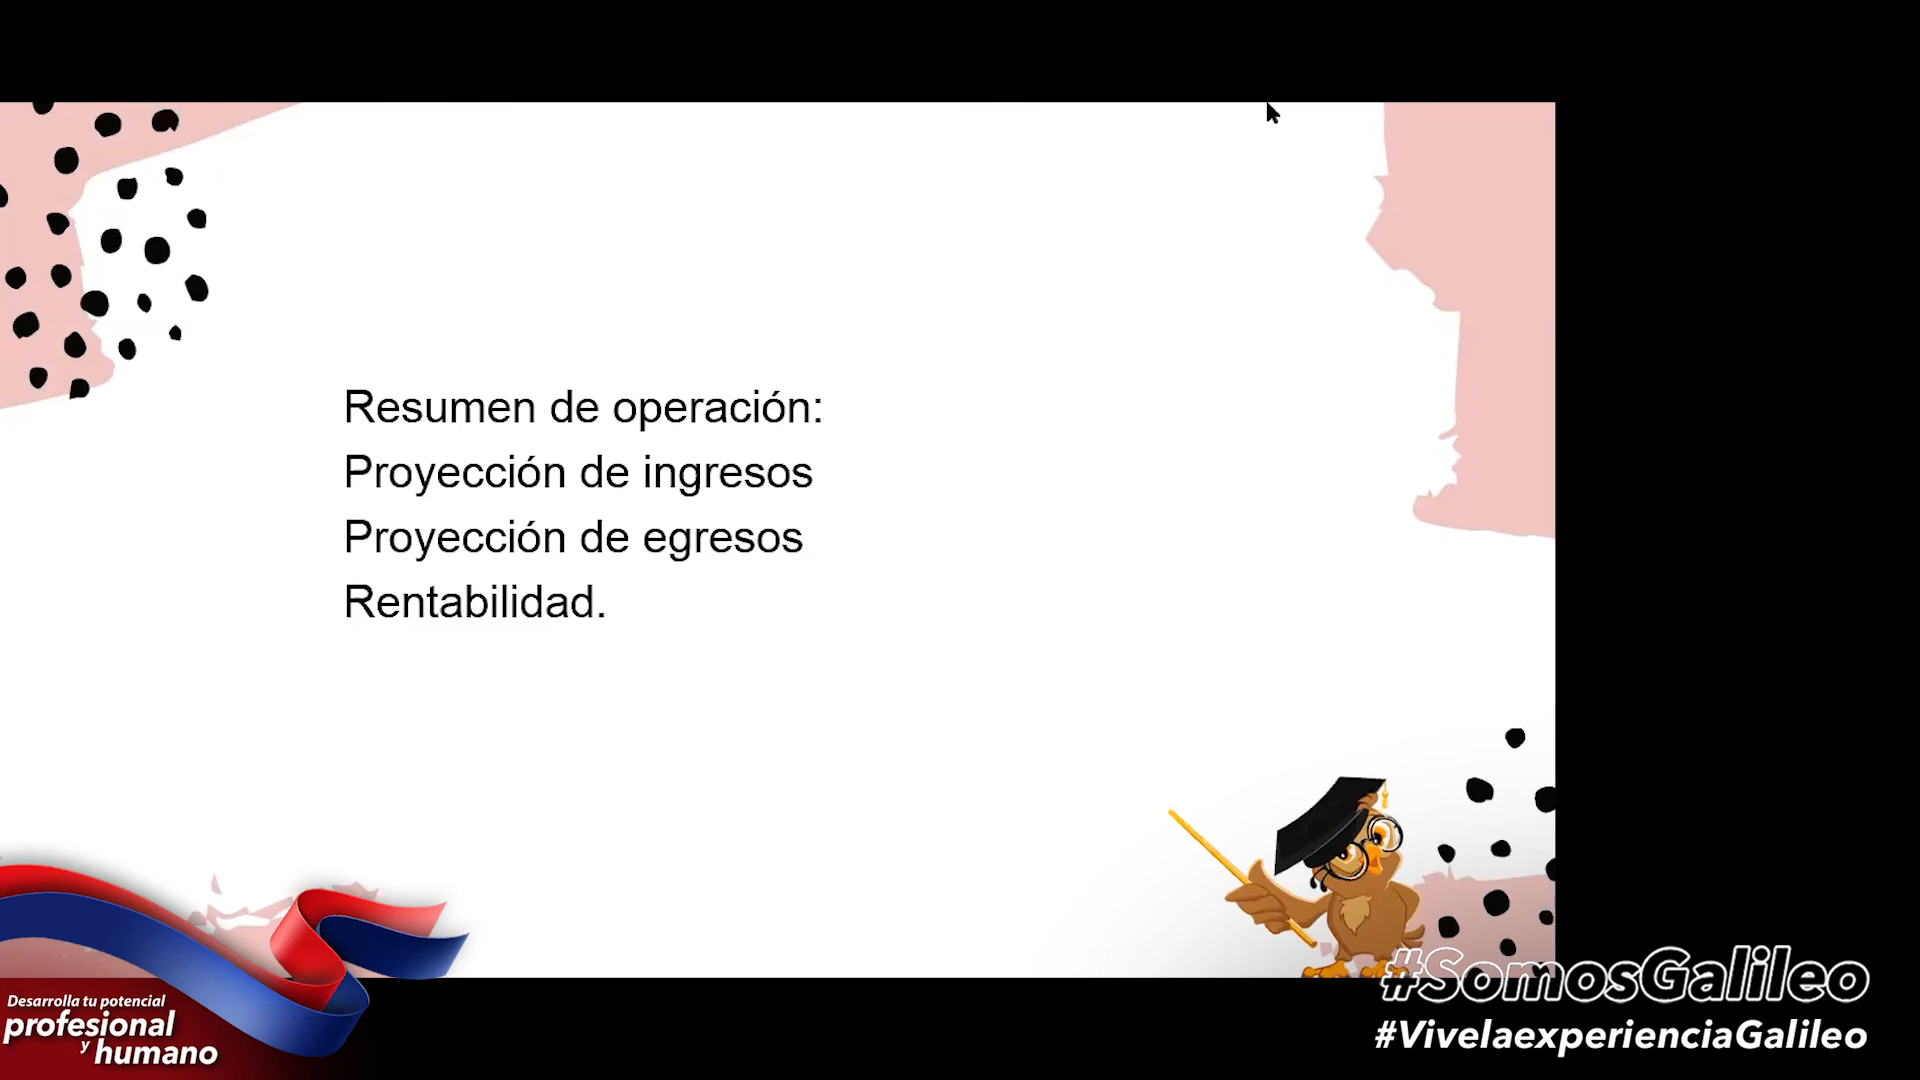 Resumen de operación:
Proyección de ingresos
Proyección de egresos
Rentabilidad.
Desarrolla tu potencial
profesional
y
humano
#SomosGalileo
#VivelaexperienciaGalileo